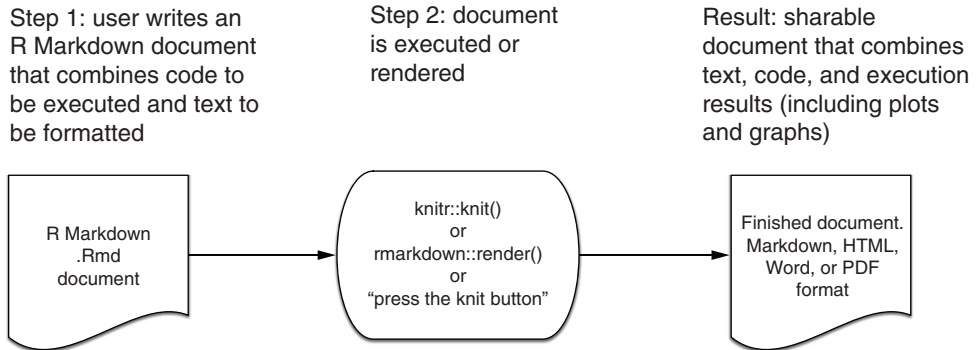 Step 1: user writes an
R Markdown document
that combines code to
be executed and text to
be formatted
Step 2: document
is executed or
rendered
Result: sharable
document that combines
text, code, and execution
results (including plots
and graphs)
R Markdown
.Rmd
document
knitr::knit()
or
rmarkdown::render()
or
“press the knit button”
Finished document.
Markdown, HTML,
Word, or PDF
format